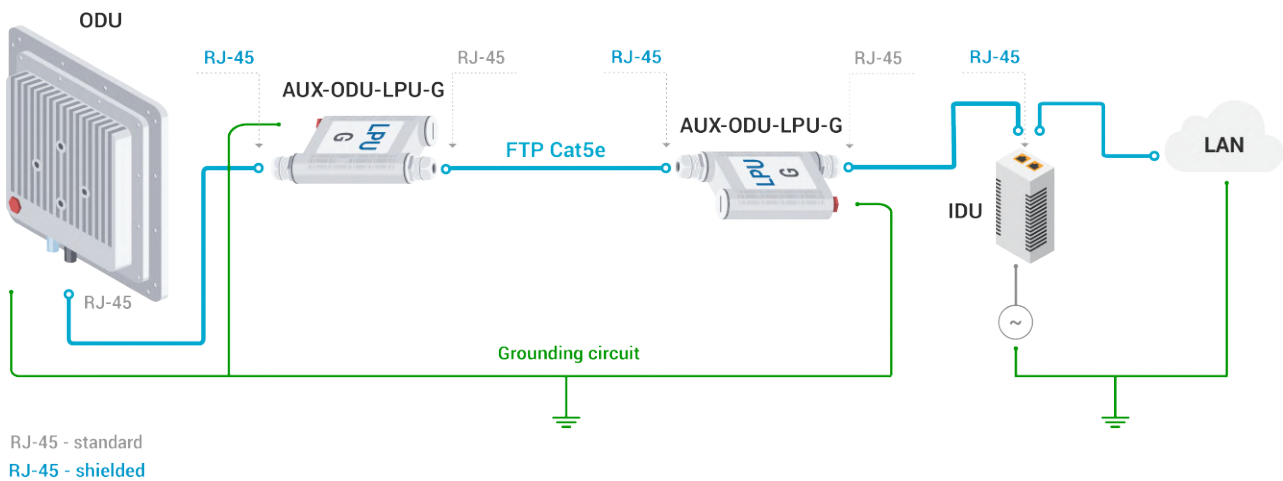 ODU
RJ-45
RJ-45
RJ-45
RJ-45
RJ-45
AUX-ODU-LPU-G
AUX-ODU-LPU-G
LPU
G
FTP Cat5e
G
LPU
LAN
IDU
RJ-45
~
Grounding circuit
RJ-45 - standard
RJ-45 - shielded